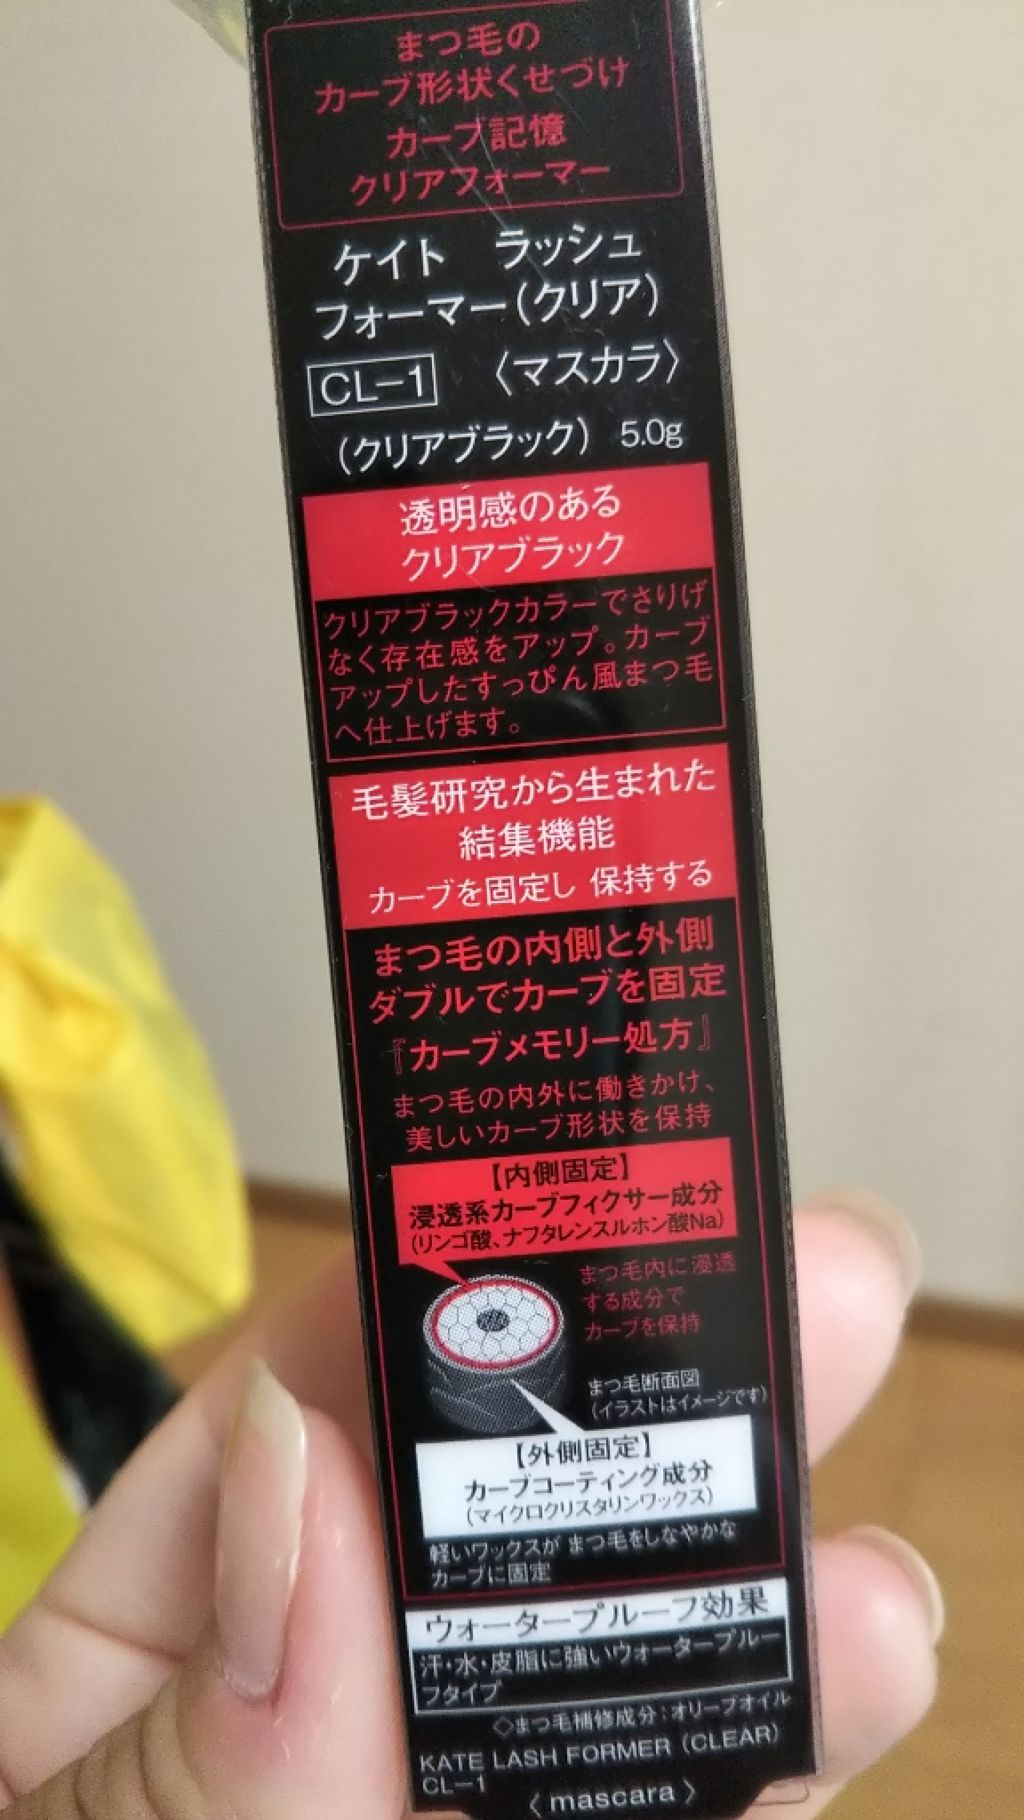 まつ毛の
カーブ形状くせづけ
カーブ記憶
クリアフォーマー
ケイト ラッシュ
フォーマー(クリア)
CL-1 〈マスカラ〉
(クリアブラック) 5.0g
透明感のある
クリアブラック
クリアブラックカラーでさりげ
なく存在感をアップ。カーブ
アップしたすっぴん風まつ毛
へ仕上げます。
毛髪研究から生まれた
結集機能
カーブを固定し 保持する
まつ毛の内側と外側
ダブルでカーブを固定
『カーブメモリー処方』
まつ毛の内外に働きかけ、
美しいカーブ形状を保持
【内側固定】
浸透系カーブフィクサー成分
(リンゴ酸、ナフタレンスルホン酸Na)
まつ毛内に浸透
する成分で
カーブを保持
まつ毛断面図
(イラストはイメージです)
【外側固定】
カーブコーティング成分
(マイクロクリスタリンワックス)
軽いワックスが まつ毛をしなやかな
カーブに固定
ウォータープルーフ効果
汗・水・皮脂に強いウォータープルー
フタイプ
◇まつ毛補修成分:オリーブオイル
KATE LASH FORMER (CLEAR)
CL-1
〈mascara〉